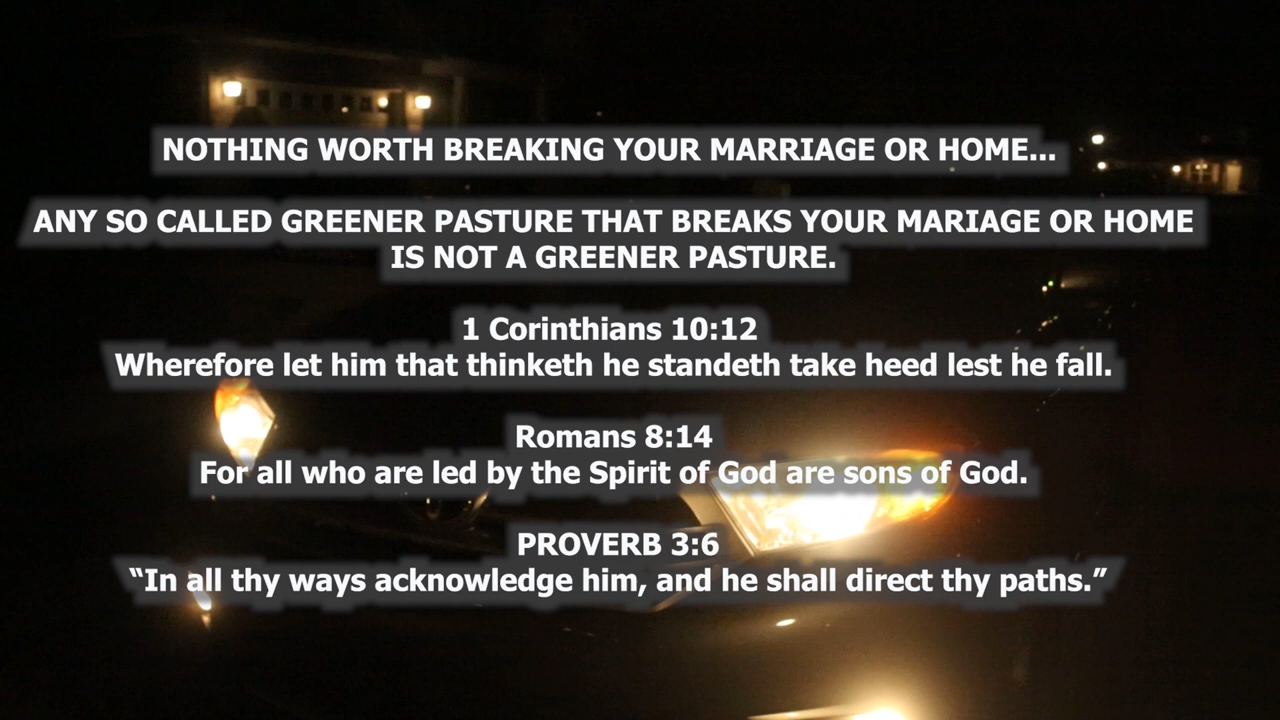 NOTHING WORTH BREAKING YOUR MARRIAGE OR HOME...
ANY SO CALLED GREENER PASTURE THAT BREAKS YOUR MARIAGE OR HOME
IS NOT A GREENER PASTURE.
1 Corinthians 10:12
Wherefore let him that thinketh he standeth take heed lest he fall.
Romans 8:14
For all who are led by the Spirit of God are sons of God.
PROVERB 3:6
“In all thy ways acknowledge him, and he shall direct thy paths.”